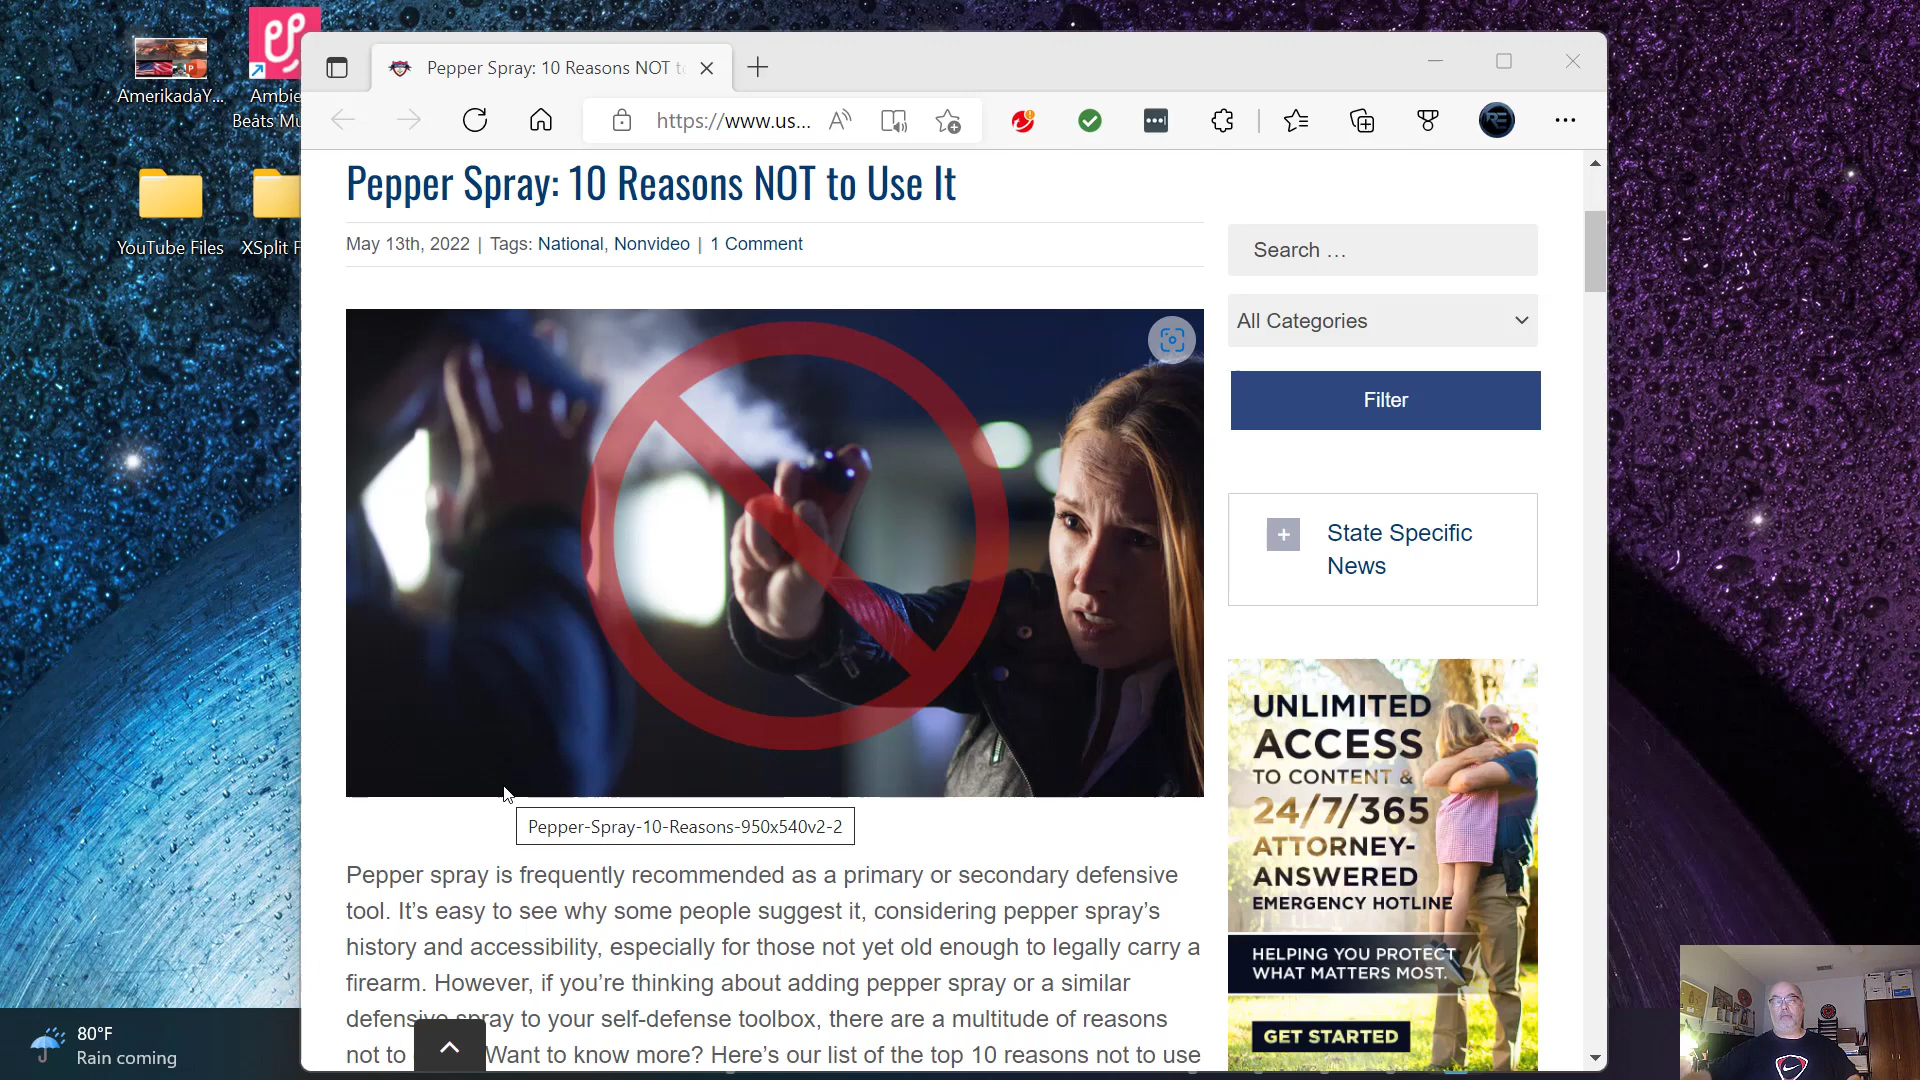 AmerikadaY...
Ambie
Beats Mu
YouTube Files
XSplit F
Pepper Spray: 10 Reasons NOT t
https://www.us...
Pepper Spray: 10 Reasons NOT to Use It
May 13th, 2022 | Tags: National, Nonvideo | 1 Comment
Pepper-Spray-10-Reasons-950x540v2-2
Pepper spray is frequently recommended as a primary or secondary defensive
tool. It’s easy to see why some people suggest it, considering pepper spray’s
history and accessibility, especially for those not yet old enough to legally carry a
firearm. However, if you’re thinking about adding pepper spray or a similar
defensive spray to your self-defense toolbox, there are a multitude of reasons
not to Want to know more? Here’s our list of the top 10 reasons not to use
Search …
All Categories
Filter
State Specific
News
UNLIMITED
ACCESS
TO CONTENT &
24/7/365
ATTORNEY-
ANSWERED
EMERGENCY HOTLINE
HELPING YOU PROTECT
WHAT MATTERS MOST.
GET STARTED
80°F
Rain coming